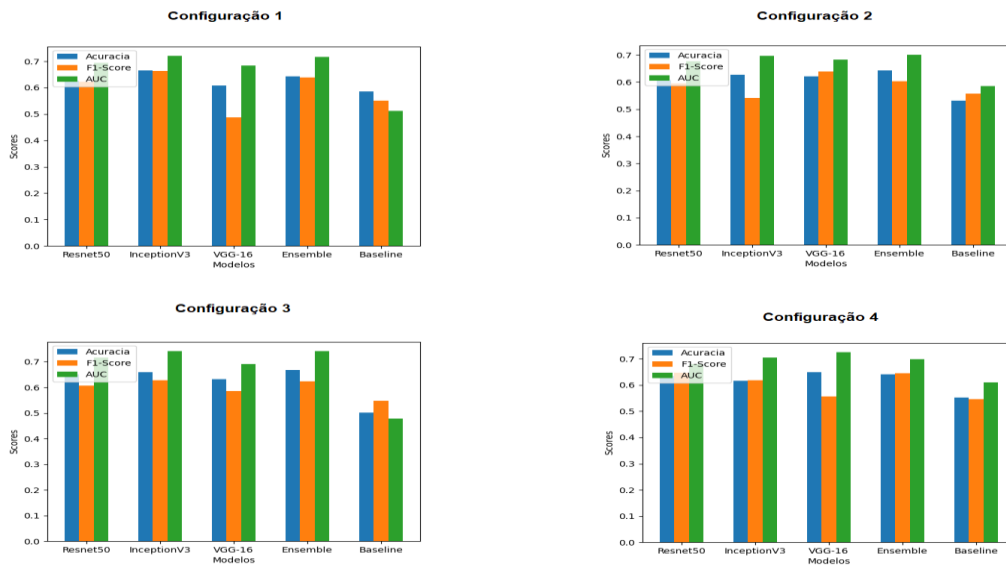 Configuração 1
Acuracia
F1-Score
AUC
Scores
0.7
0.6
0.5
0.4
0.3
0.2
0.1
0.0
Resnet50 InceptionV3 VGG-16 Ensemble Baseline
Modelos
Configuração 2
Acuracia
F1-Score
AUC
Scores
0.7
0.6
0.5
0.4
0.3
0.2
0.1
0.0
Resnet50 InceptionV3 VGG-16 Ensemble Baseline
Modelos
Configuração 3
Acuracia
F1-Score
AUC
Scores
0.7
0.6
0.5
0.4
0.3
0.2
0.1
0.0
Resnet50 InceptionV3 VGG-16 Ensemble Baseline
Modelos
Configuração 4
Acuracia
F1-Score
AUC
Scores
0.7
0.6
0.5
0.4
0.3
0.2
0.1
0.0
Resnet50 InceptionV3 VGG-16 Ensemble Baseline
Modelos